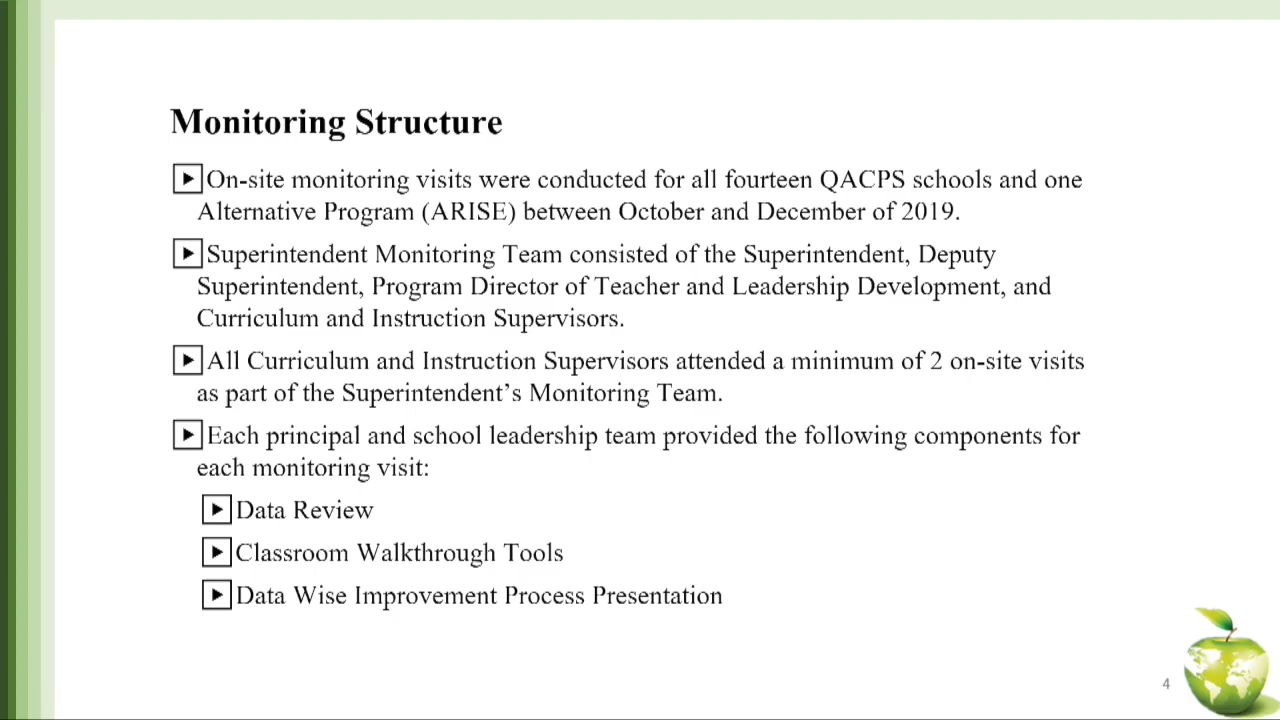 Monitoring Structure
On-site monitoring visits were conducted for all fourteen QACPS schools and one
Alternative Program (ARISE) between October and December of 2019.
Superintendent Monitoring Team consisted of the Superintendent, Deputy
Superintendent, Program Director of Teacher and Leadership Development, and
Curriculum and Instruction Supervisors.
All Curriculum and Instruction Supervisors attended a minimum of 2 on-site visits
as part of the Superintendent’s Monitoring Team.
Each principal and school leadership team provided the following components for
each monitoring visit:
Data Review
Classroom Walkthrough Tools
Data Wise Improvement Process Presentation
4